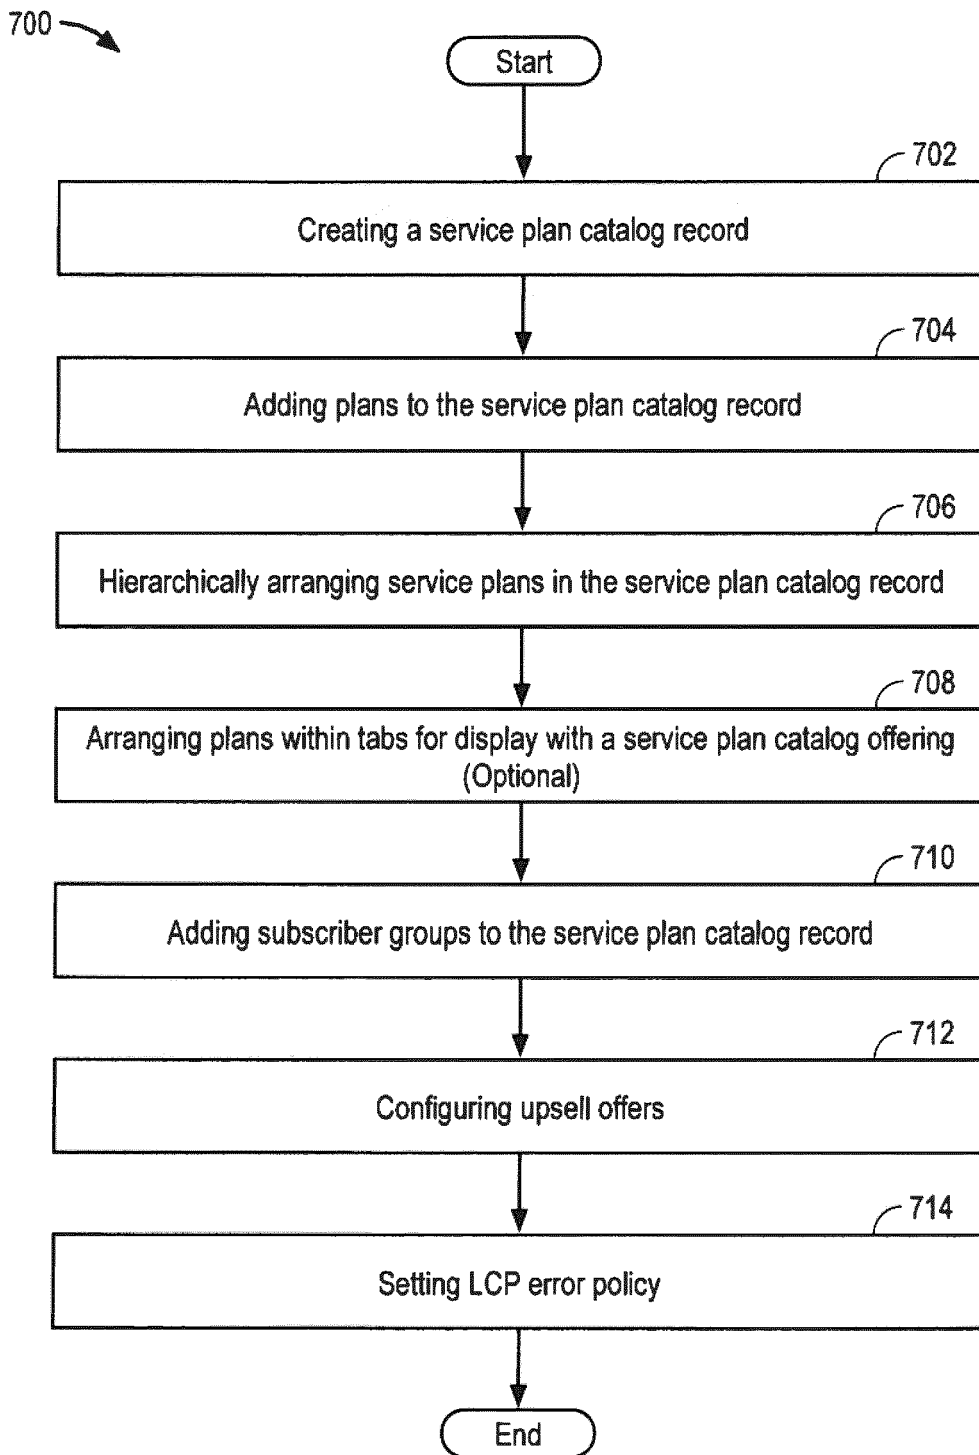 700
Start
702
Creating a service plan catalog record
704
Adding plans to the service plan catalog record
706
Hierarchically arranging service plans in the service plan catalog record
708
Arranging plans within tabs for display with a service plan catalog offering
(Optional)
710
Adding subscriber groups to the service plan catalog record
712
Configuring upsell offers
714
Setting LCP error policy
End